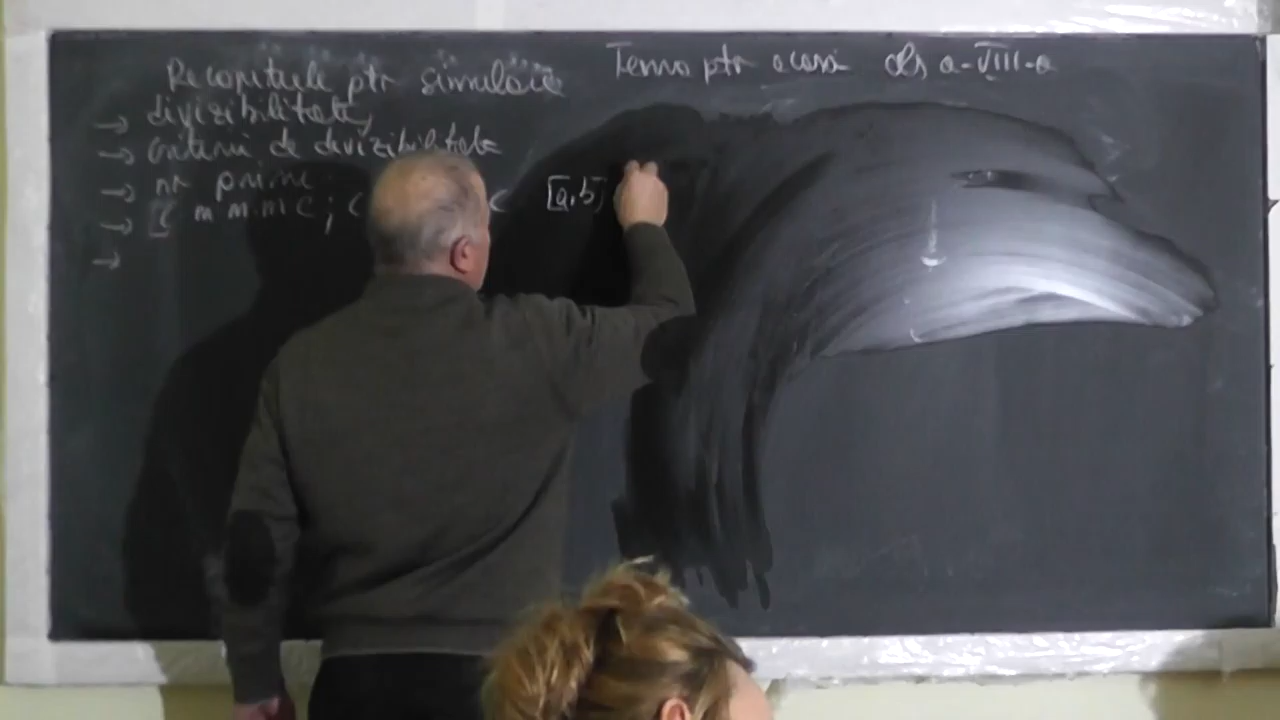 Recapitulare ptr simulare
→ divizibilitate,
→ criterii de divizibilitate
→ nr prime
→ c m m m c ; c c [a,b]
→
Tema ptr acasă cls a-VIII-a